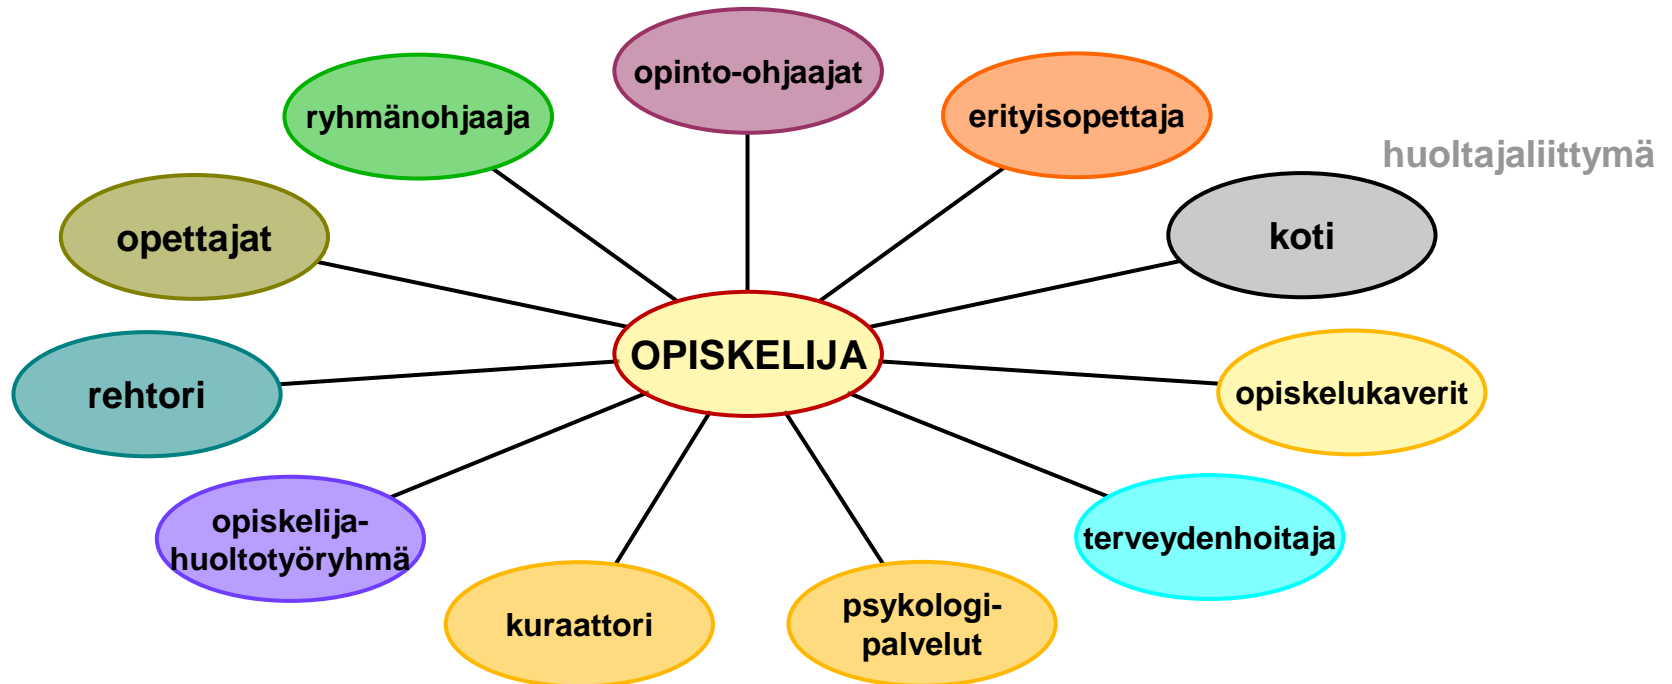 opinto-ohjaajat
ryhmänohjaaja
erityisopettaja
huoltajaliittymä
opettajat
koti
OPISKELIJA
rehtori
opiskelukaverit
opiskelija-
huoltotyöryhmä
terveydenhoitaja
kuraattori
psykologi-
palvelut